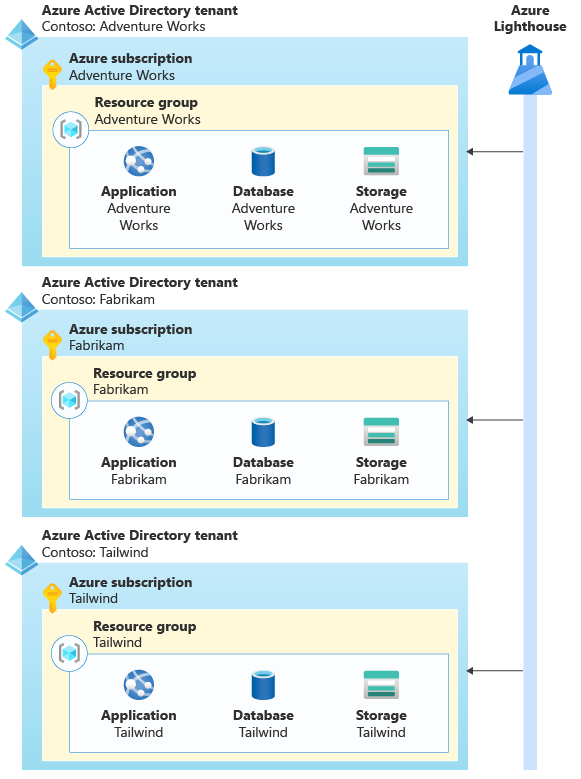 Azure Active Directory tenant
Contoso: Adventure Works
Azure
Lighthouse
Azure subscription
Adventure Works
Resource group
Adventure Works
Application
Adventure
Works
Database
Adventure
Works
Storage
Adventure
Works
Azure Active Directory tenant
Contoso: Fabrikam
Azure subscription
Fabrikam
Resource group
Fabrikam
Application
Fabrikam
Database
Fabrikam
Storage
Fabrikam
Azure Active Directory tenant
Contoso: Tailwind
Azure subscription
Tailwind
Resource group
Tailwind
Application
Tailwind
Database
Tailwind
Storage
Tailwind